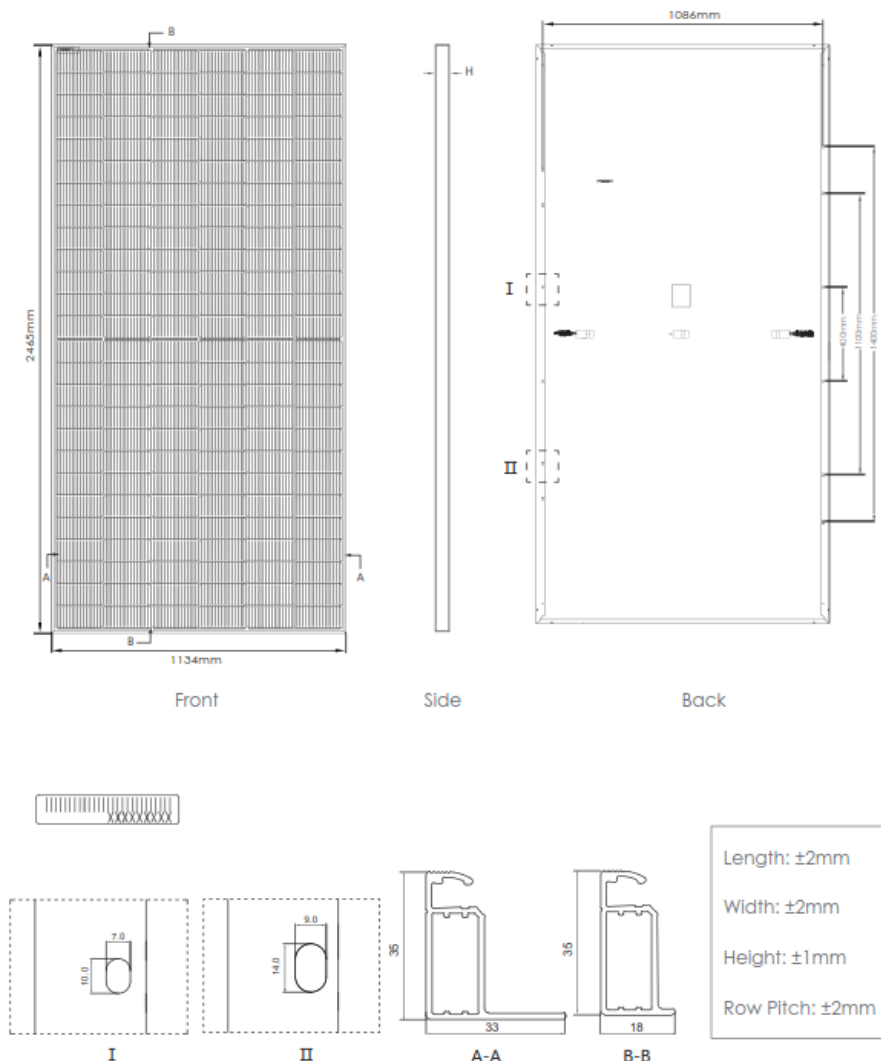 1086mm
B
H
2465mm
I
400mm
1100mm
1400mm
II
A
A
B
1134mm
Front
Side
Back
Length: ±2mm
Width: ±2mm
Height: ±1mm
Row Pitch: ±2mm
7.0
10.0
9.0
14.0
35
33
35
18
I
II
A-A
B-B